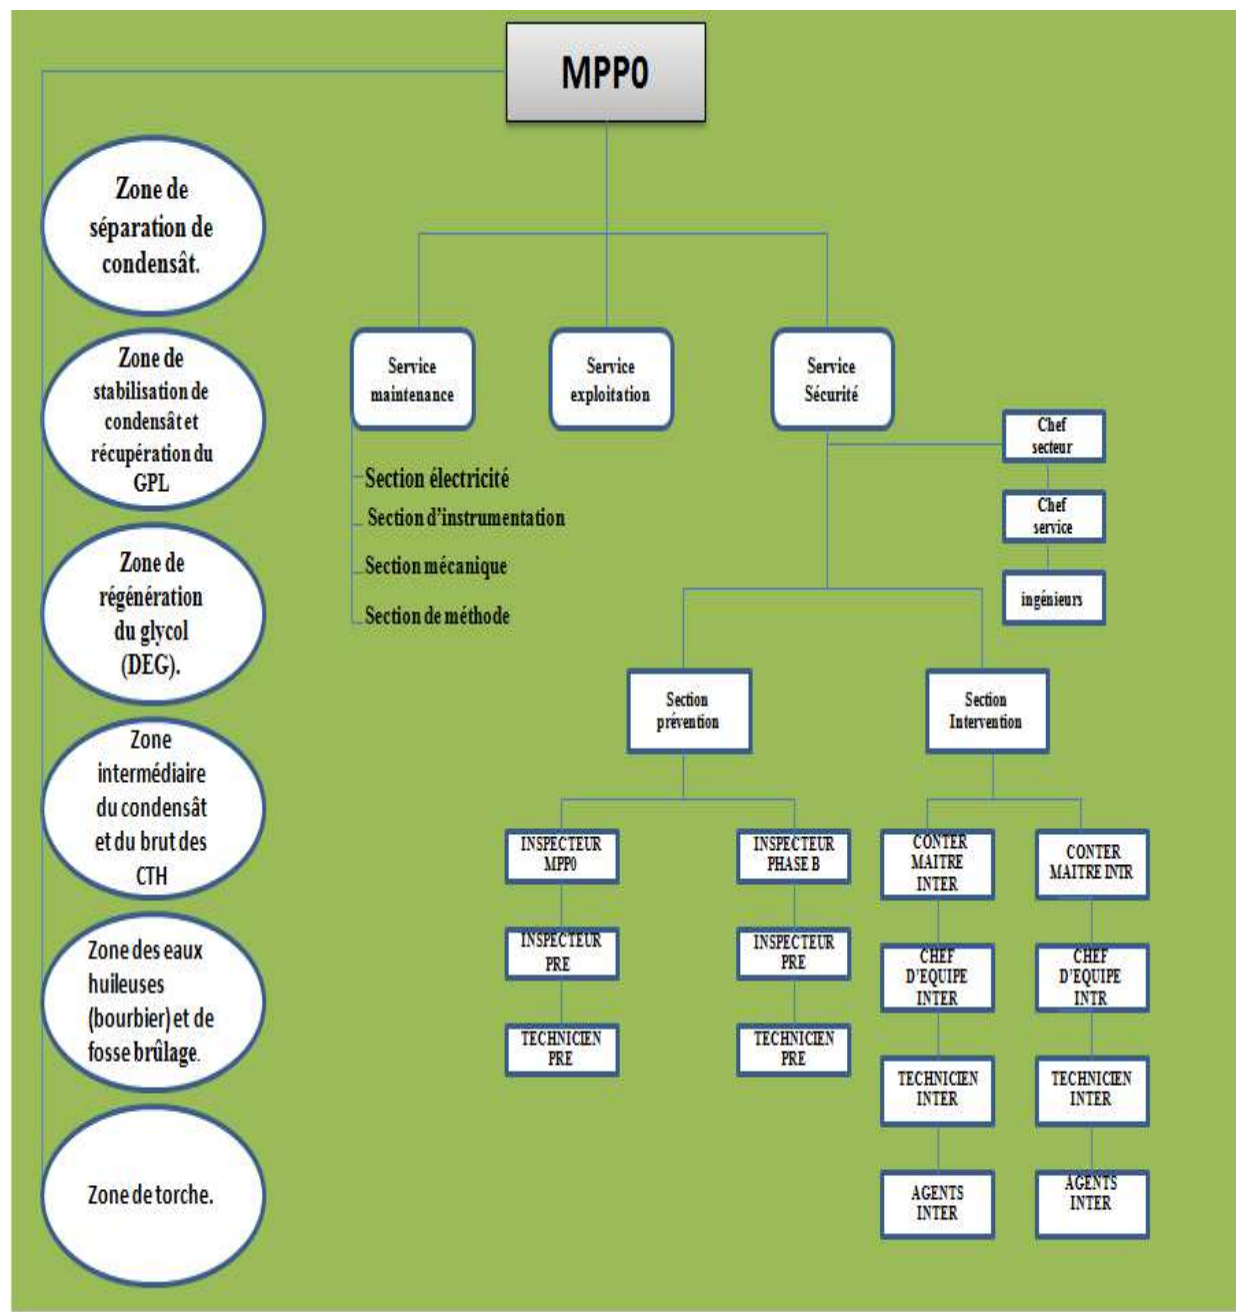 MPP0
Zone de
séparation de
condensât.
Zone de
stabilisation de
condensât et
récupération du
GPL
Zone de
régénération
du glycol
(DEG).
Zone
intermédiaire
du condensât
et du brut des
CTH
Zone des eaux
huileuses
(bourbier) et de
fosse brûlage.
Zone de torche.
Service
maintenance
Service
exploitation
Service
Sécurité
Section électricité
Section d'instrumentation
Section mécanique
Section de méthode
Chef
secteur
Chef
service
ingénieurs
Section
prévention
Section
Intervention
INSPECTEUR
MPP0
INSPECTEUR
PRE
TECHNICIEN
PRE
INSPECTEUR
PHASE B
INSPECTEUR
PRE
TECHNICIEN
PRE
CONTER
MAITRE
INTER
CHEF
D'EQUIPE
INTER
TECHNICIEN
INTER
AGENTS
INTER
CONTER
MAITRE INTR
CHEF
D'EQUIPE
INTR
TECHNICIEN
INTER
AGENTS
INTER